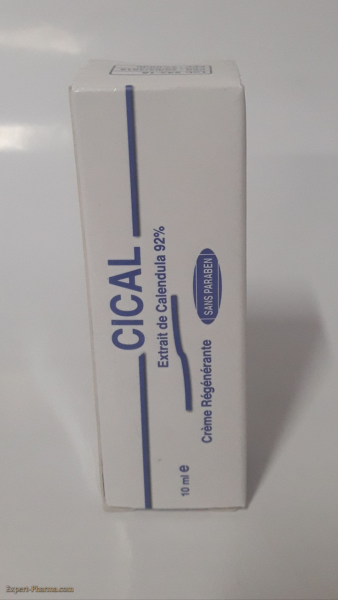 CICAL
Extrait de Calendula 92%
SANS PARABEN
Crème Régénérante
10 ml e
Expert-Pharma.com